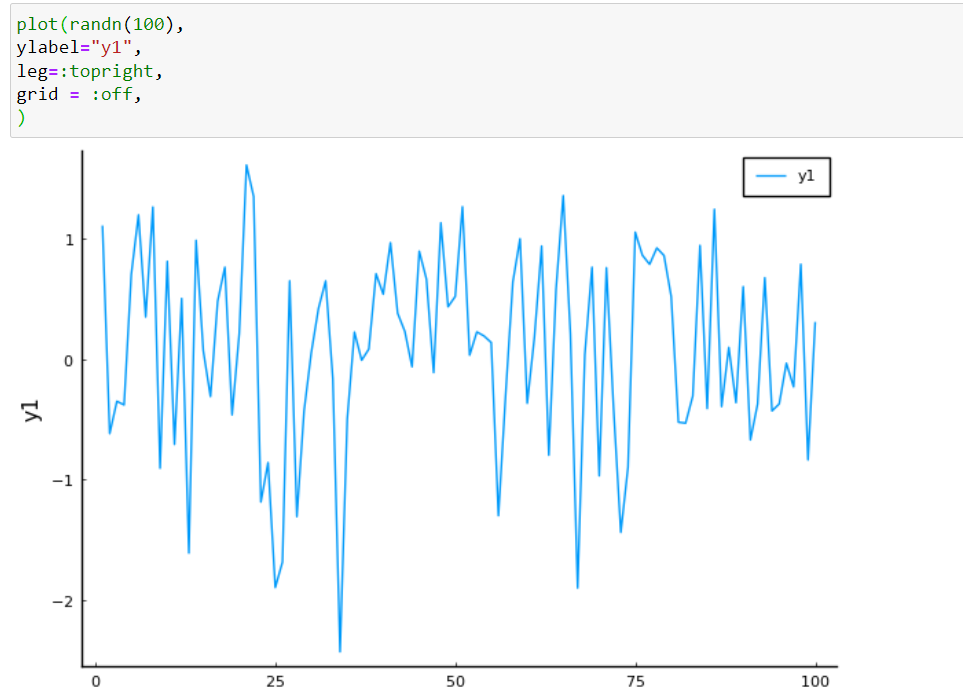 plot(randn(100),
ylabel="y1",
leg=:topright,
grid = :off,
)
y1
1
0
−1
−2
y1
0
25
50
75
100